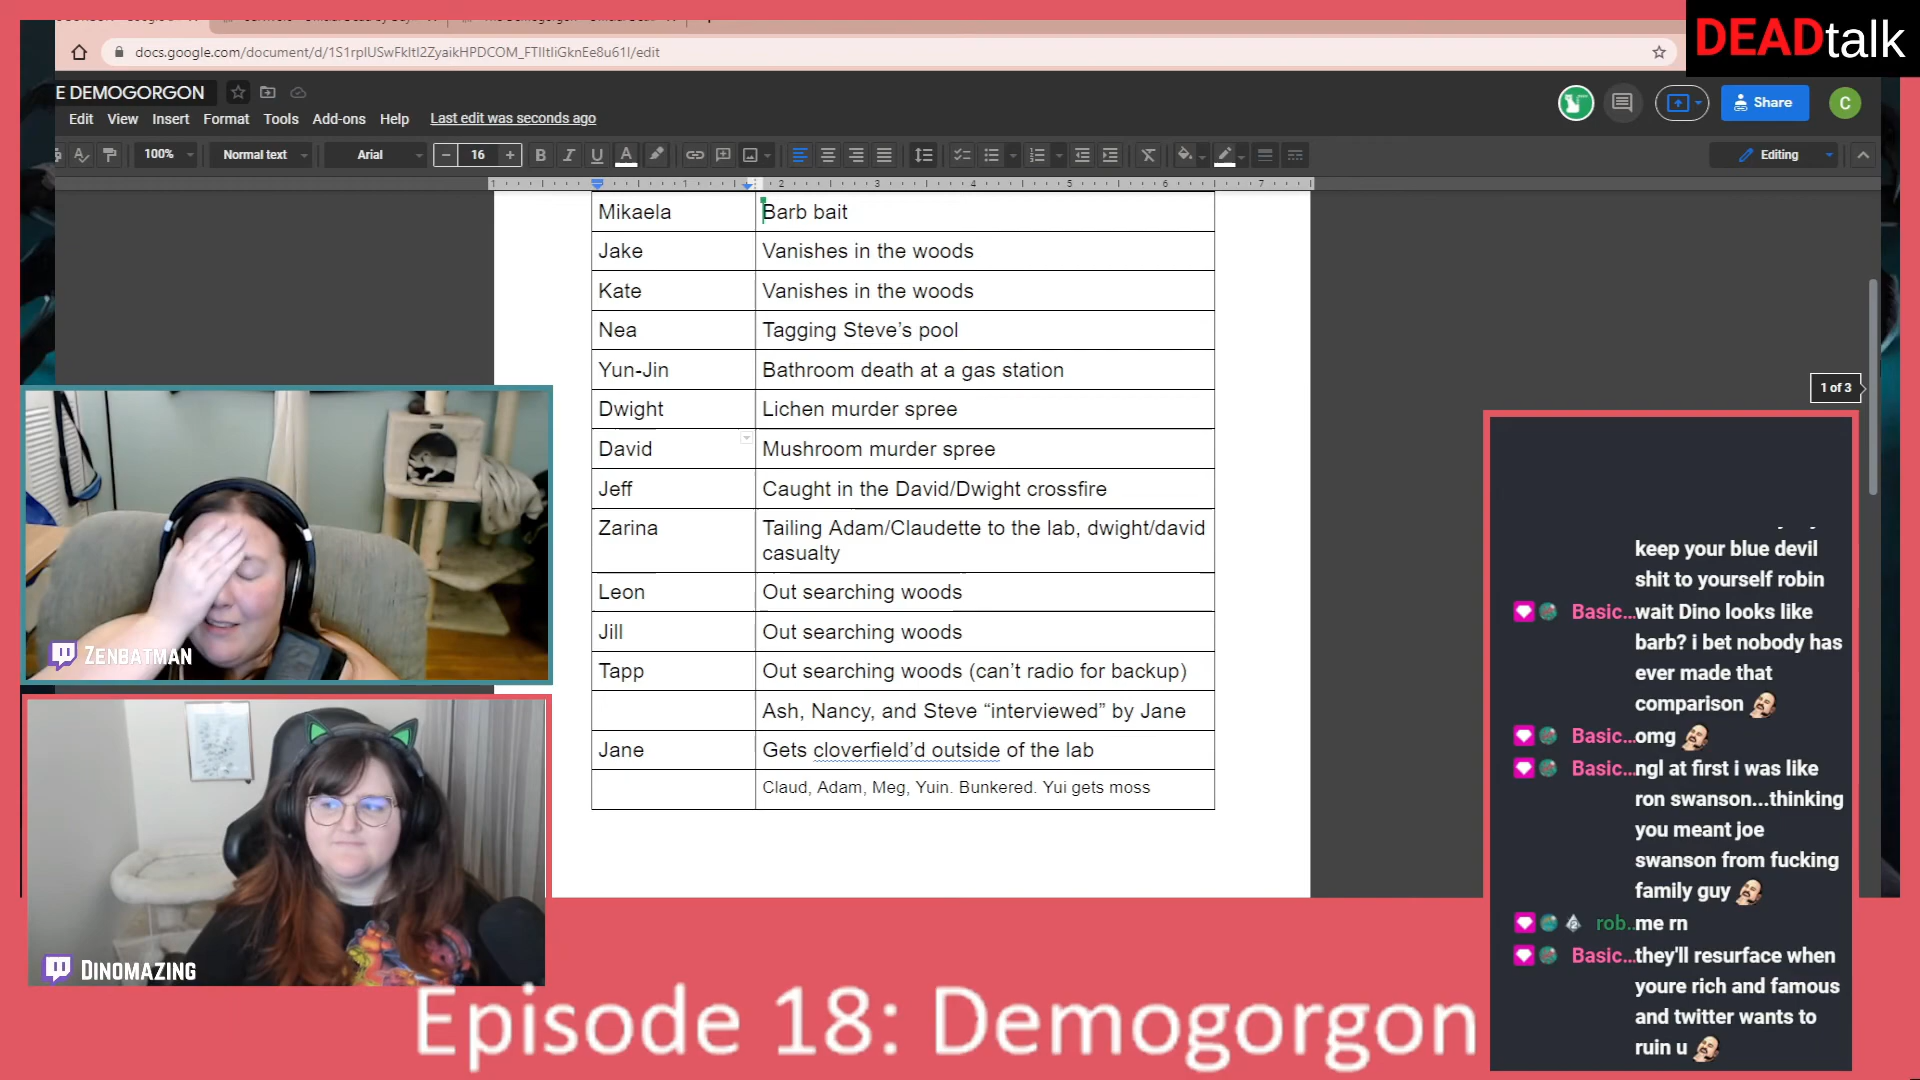 DEADtalk
docs.google.com/document/d/1S1rpIUSwFkItI2ZyaikHPDCOM_FTIItIiGknEe8u61I/edit
E DEMOGORGON
Edit View Insert Format Tools Add-ons Help Last edit was seconds ago
Share
C
100% Normal text Arial 16 Editing
1 1 2 3 4 5 6 7
Mikaela Barb bait
Jake Vanishes in the woods
Kate Vanishes in the woods
Nea Tagging Steve’s pool
Yun-Jin Bathroom death at a gas station
1 of 3
Dwight Lichen murder spree
David Mushroom murder spree
Jeff Caught in the David/Dwight crossfire
Zarina Tailing Adam/Claudette to the lab, dwight/david
casualty
Leon Out searching woods
Jill Out searching woods
Tapp Out searching woods (can’t radio for backup)
Ash, Nancy, and Steve “interviewed” by Jane
Jane Gets cloverfield’d outside of the lab
Claud, Adam, Meg, Yuin. Bunkered. Yui gets moss
ZENBATMAN
DINOMAZING
keep your blue devil
shit to yourself robin
Basic...wait Dino looks like
barb? i bet nobody has
ever made that
comparison
Basic...omg
Basic...ngl at first i was like
ron swanson...thinking
you meant joe
swanson from fucking
family guy
rob..me rn
Basic...they'll resurface when
youre rich and famous
and twitter wants to
ruin u
Episode 18: Demogorgon